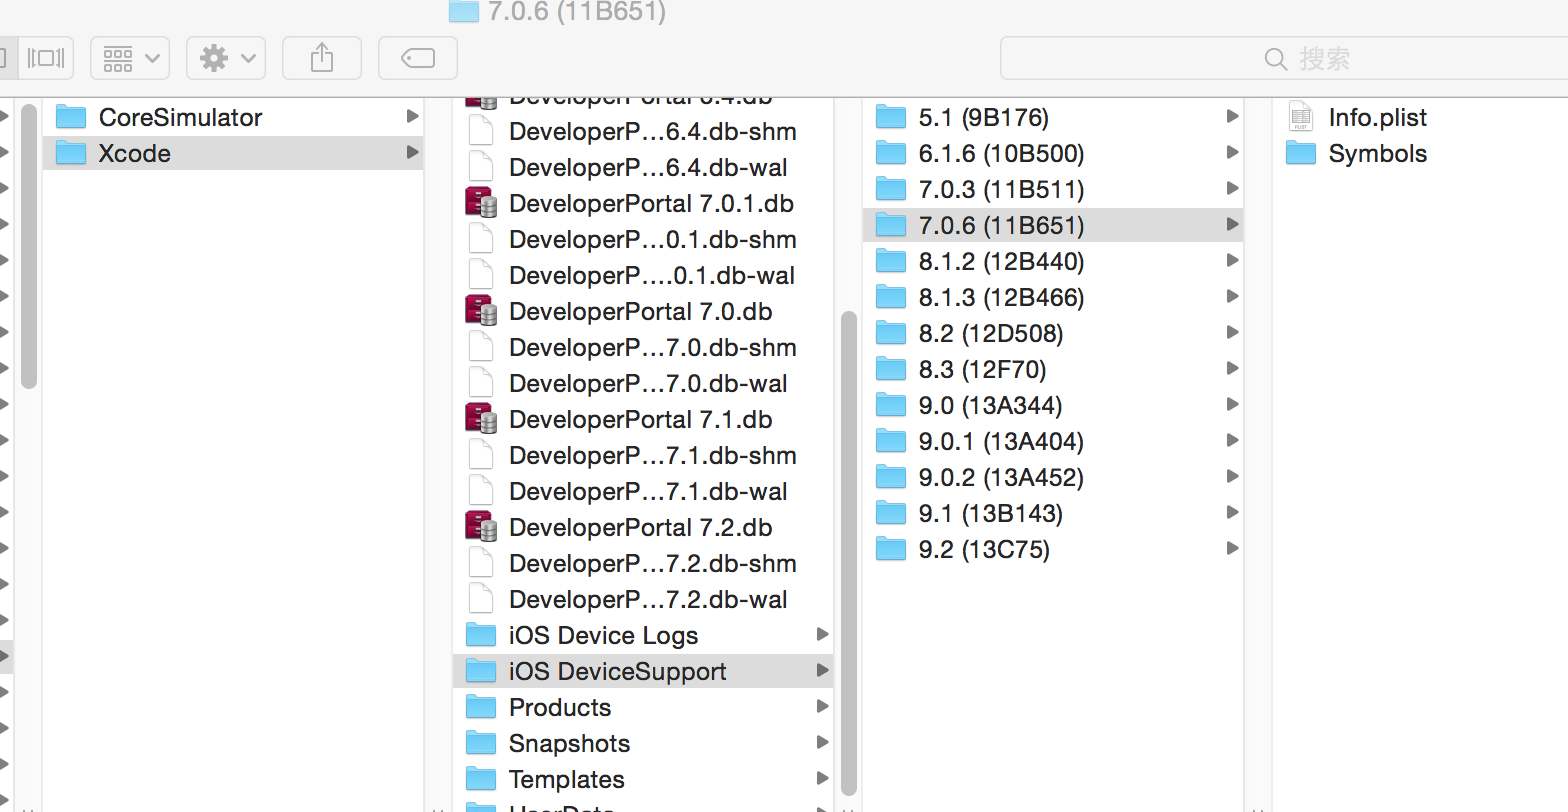 7.0.6 (11B651)
搜索
CoreSimulator
Xcode
DeveloperPortal 6.4.db
DeveloperP...6.4.db-shm
DeveloperP...6.4.db-wal
DeveloperPortal 7.0.1.db
DeveloperP...0.1.db-shm
DeveloperP....0.1.db-wal
DeveloperPortal 7.0.db
DeveloperP...7.0.db-shm
DeveloperP...7.0.db-wal
DeveloperPortal 7.1.db
DeveloperP...7.1.db-shm
DeveloperP...7.1.db-wal
DeveloperPortal 7.2.db
DeveloperP...7.2.db-shm
DeveloperP...7.2.db-wal
iOS Device Logs
iOS DeviceSupport
Products
Snapshots
Templates
UserData
5.1 (9B176)
6.1.6 (10B500)
7.0.3 (11B511)
7.0.6 (11B651)
8.1.2 (12B440)
8.1.3 (12B466)
8.2 (12D508)
8.3 (12F70)
9.0 (13A344)
9.0.1 (13A404)
9.0.2 (13A452)
9.1 (13B143)
9.2 (13C75)
PLIST
Info.plist
Symbols